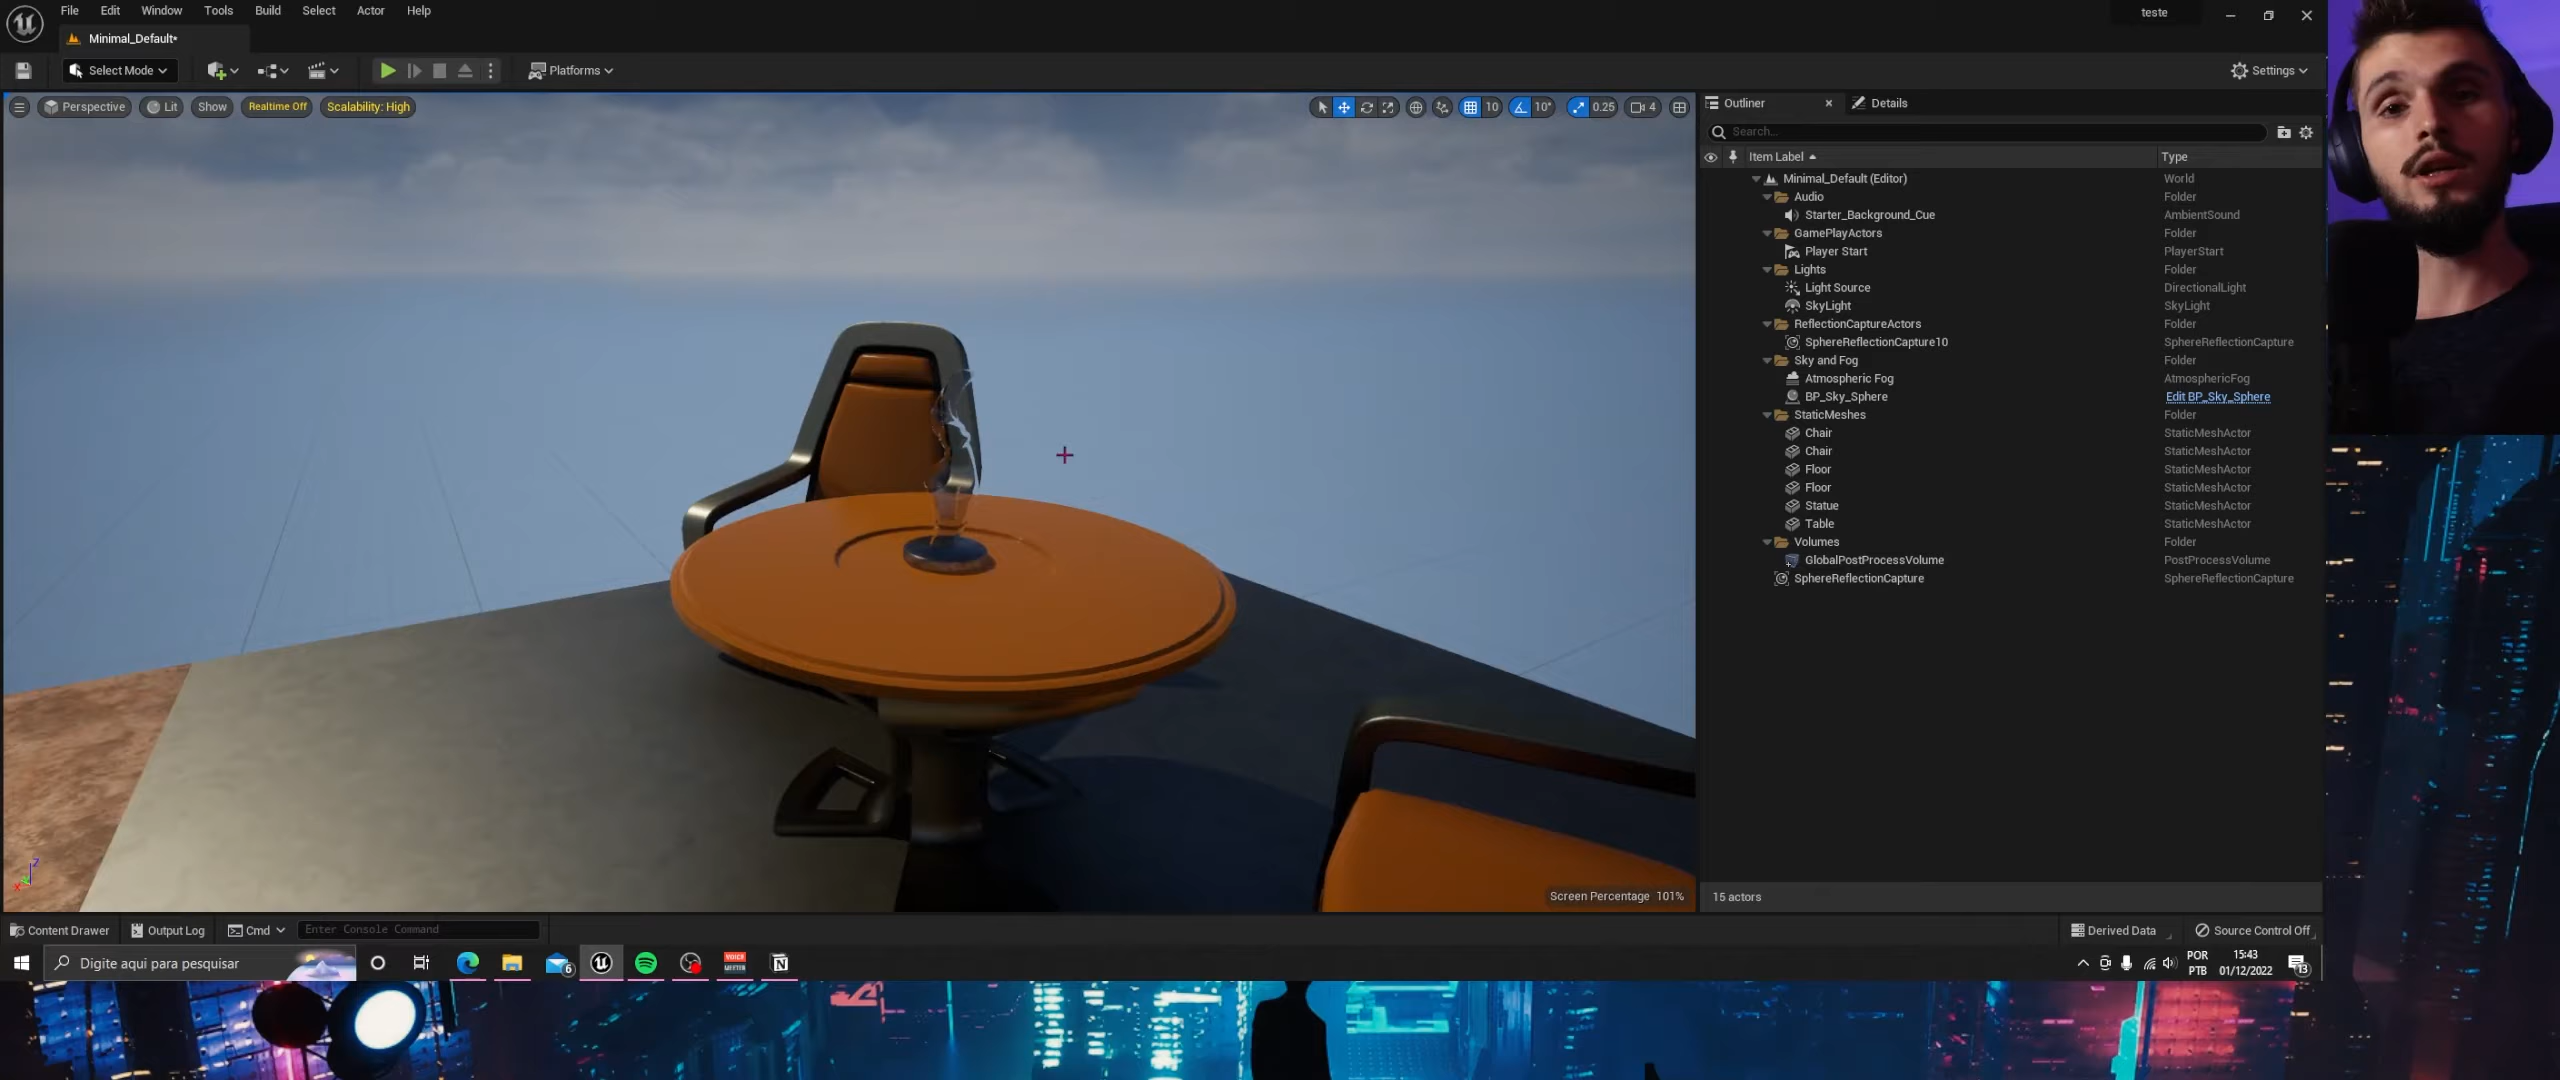 File Edit Window Tools Build Select Actor Help
teste
Minimal_Default*
Select Mode
Platforms
Settings
Perspective Lit Show Realtime Off Scalability: High
10 10° 0.25 4
Outliner Details
Search...
Item Label Type
Minimal_Default (Editor) World
Audio Folder
Starter_Background_Cue AmbientSound
GamePlayActors Folder
Player Start PlayerStart
Lights Folder
Light Source DirectionalLight
SkyLight SkyLight
ReflectionCaptureActors Folder
SphereReflectionCapture10 SphereReflectionCapture
Sky and Fog Folder
Atmospheric Fog AtmosphericFog
BP_Sky_Sphere Edit BP_Sky_Sphere
StaticMeshes Folder
Chair StaticMeshActor
Chair StaticMeshActor
Floor StaticMeshActor
Floor StaticMeshActor
Statue StaticMeshActor
Table StaticMeshActor
Volumes Folder
GlobalPostProcessVolume PostProcessVolume
SphereReflectionCapture SphereReflectionCapture
Z
X
Screen Percentage 101%
15 actors
Content Drawer Output Log Cmd Enter Console Command
Derived Data Source Control Off
Digite aqui para pesquisar
6
VOICE
MEETER
POR
PTB
15:43
01/12/2022
13